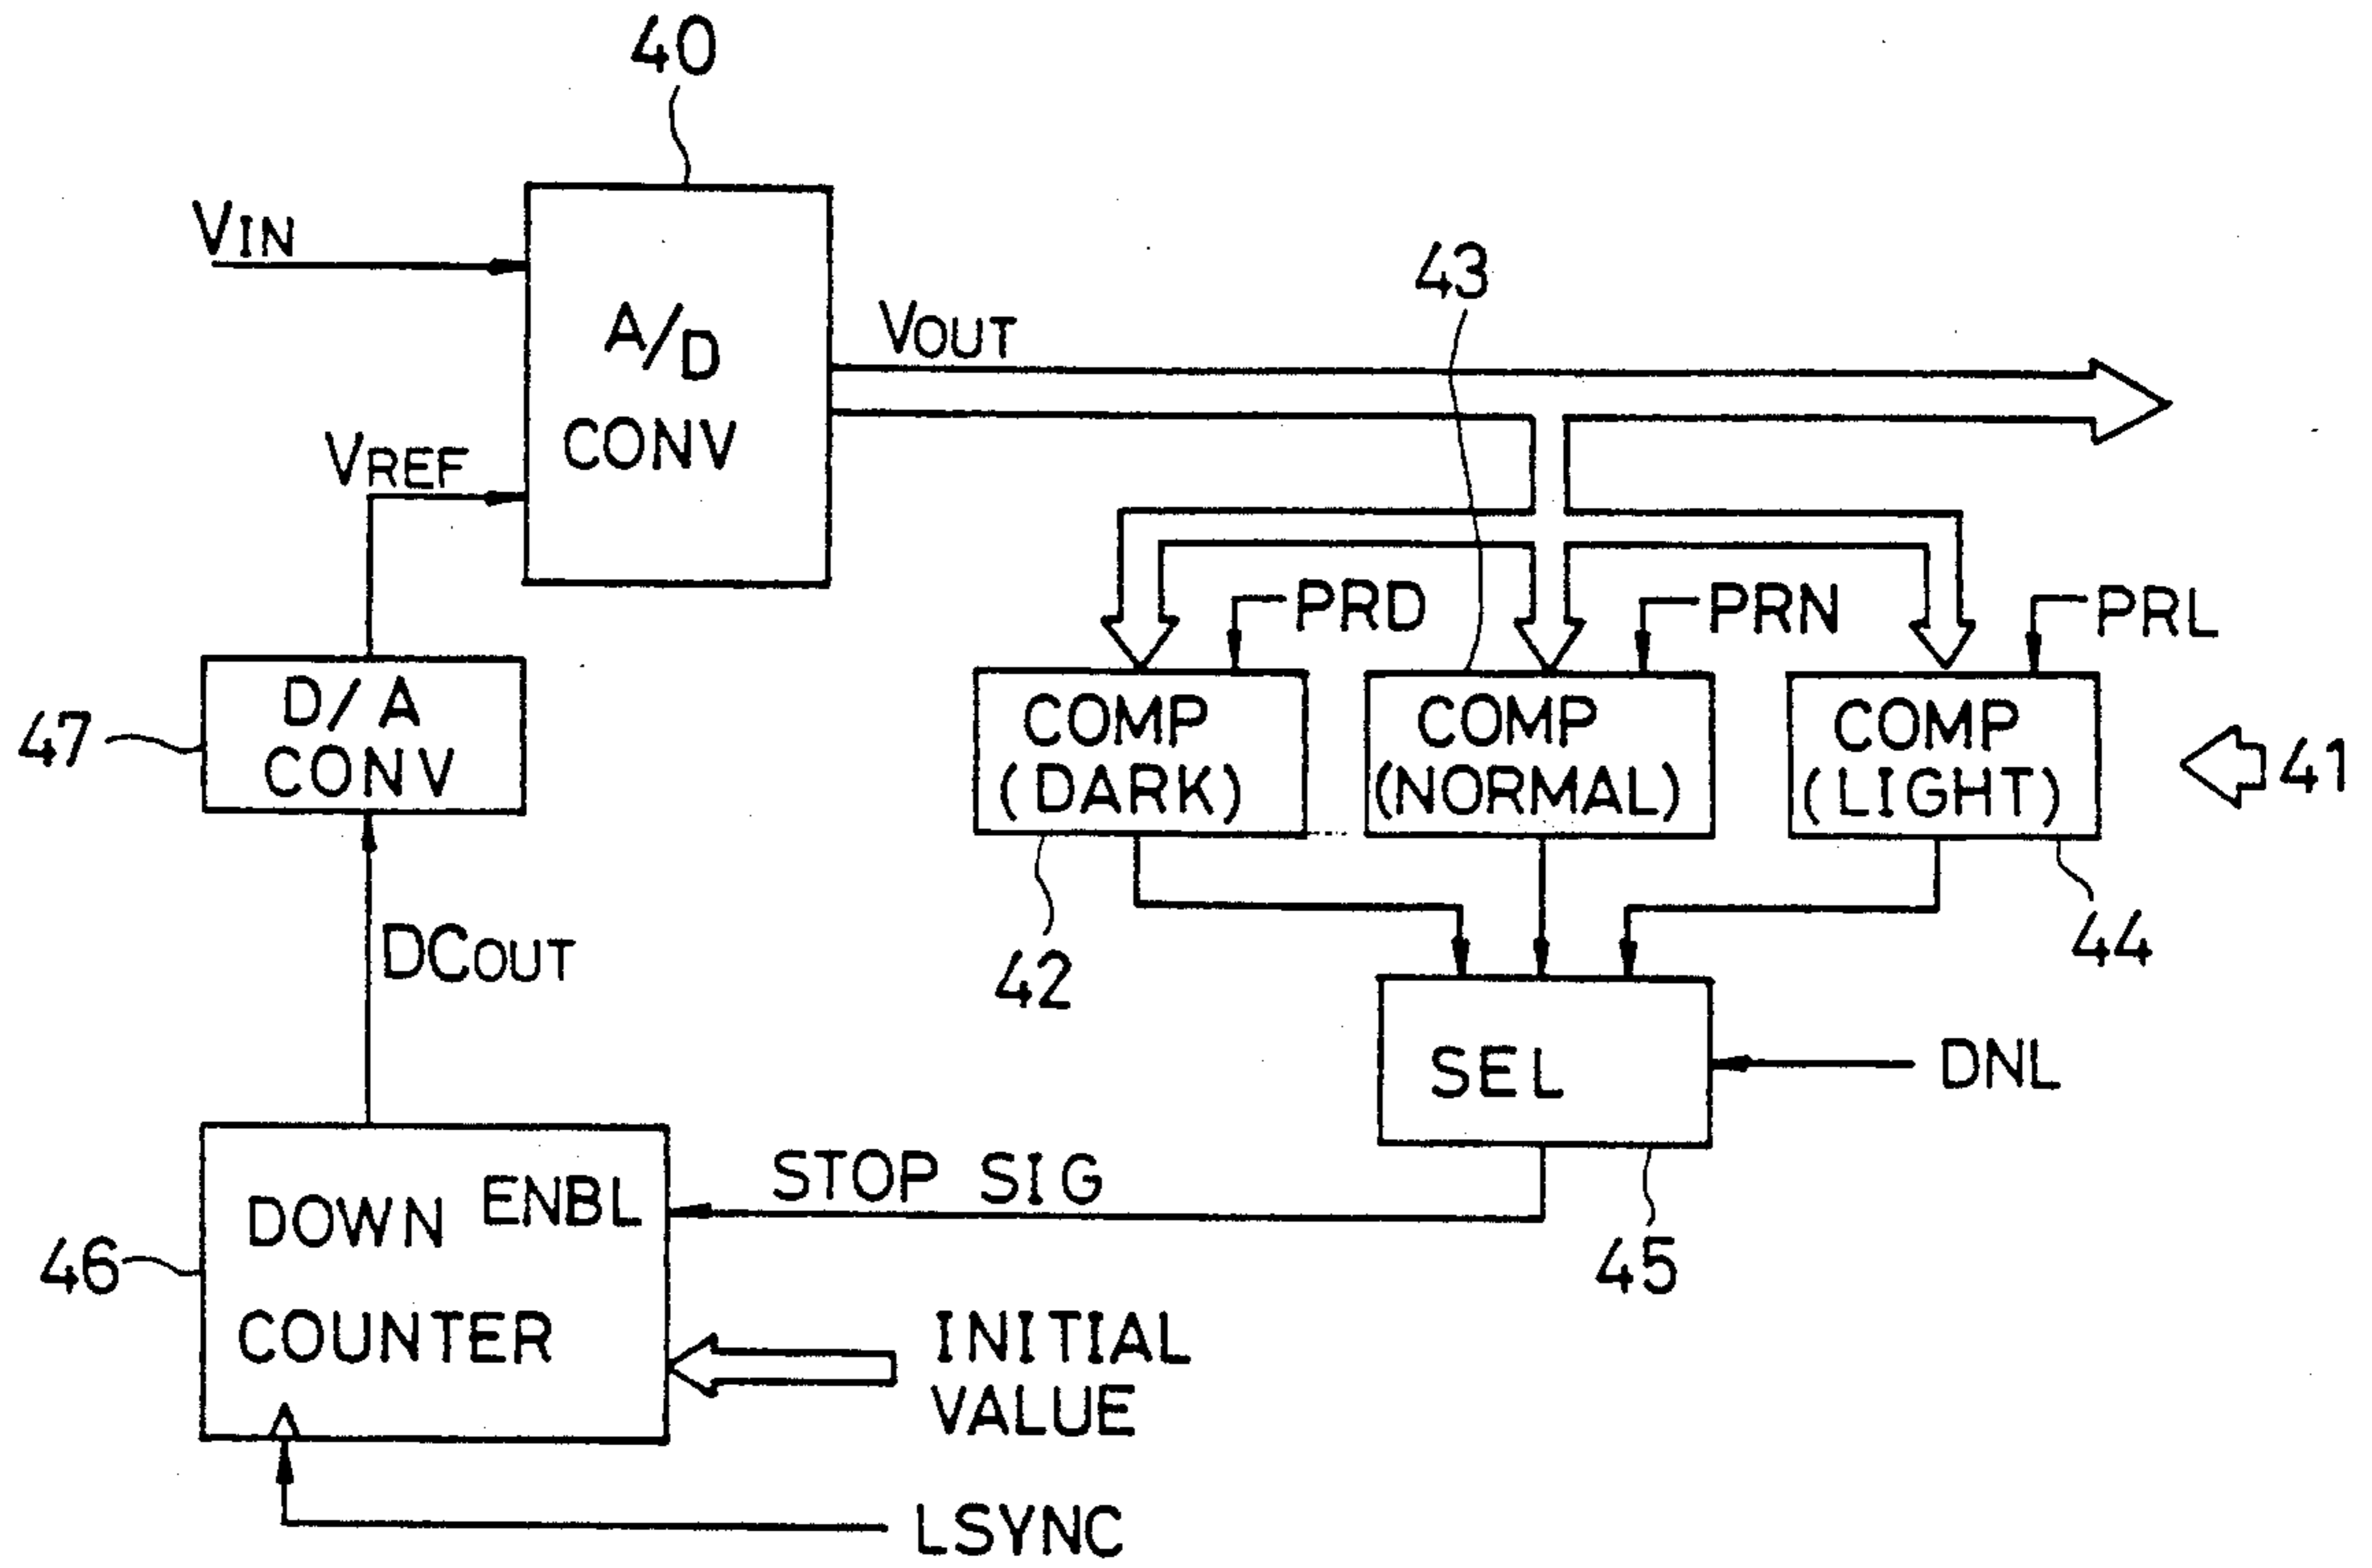 40
VIN
A/D
CONV
VOUT
43
VREF
PRD
PRN
PRL
D/A
CONV
47
COMP
(DARK)
COMP
(NORMAL)
COMP
(LIGHT)
41
42
44
DCOUT
SEL
DNL
STOP SIG
45
DOWN
COUNTER
ENBL
46
INITIAL
VALUE
LSYNC